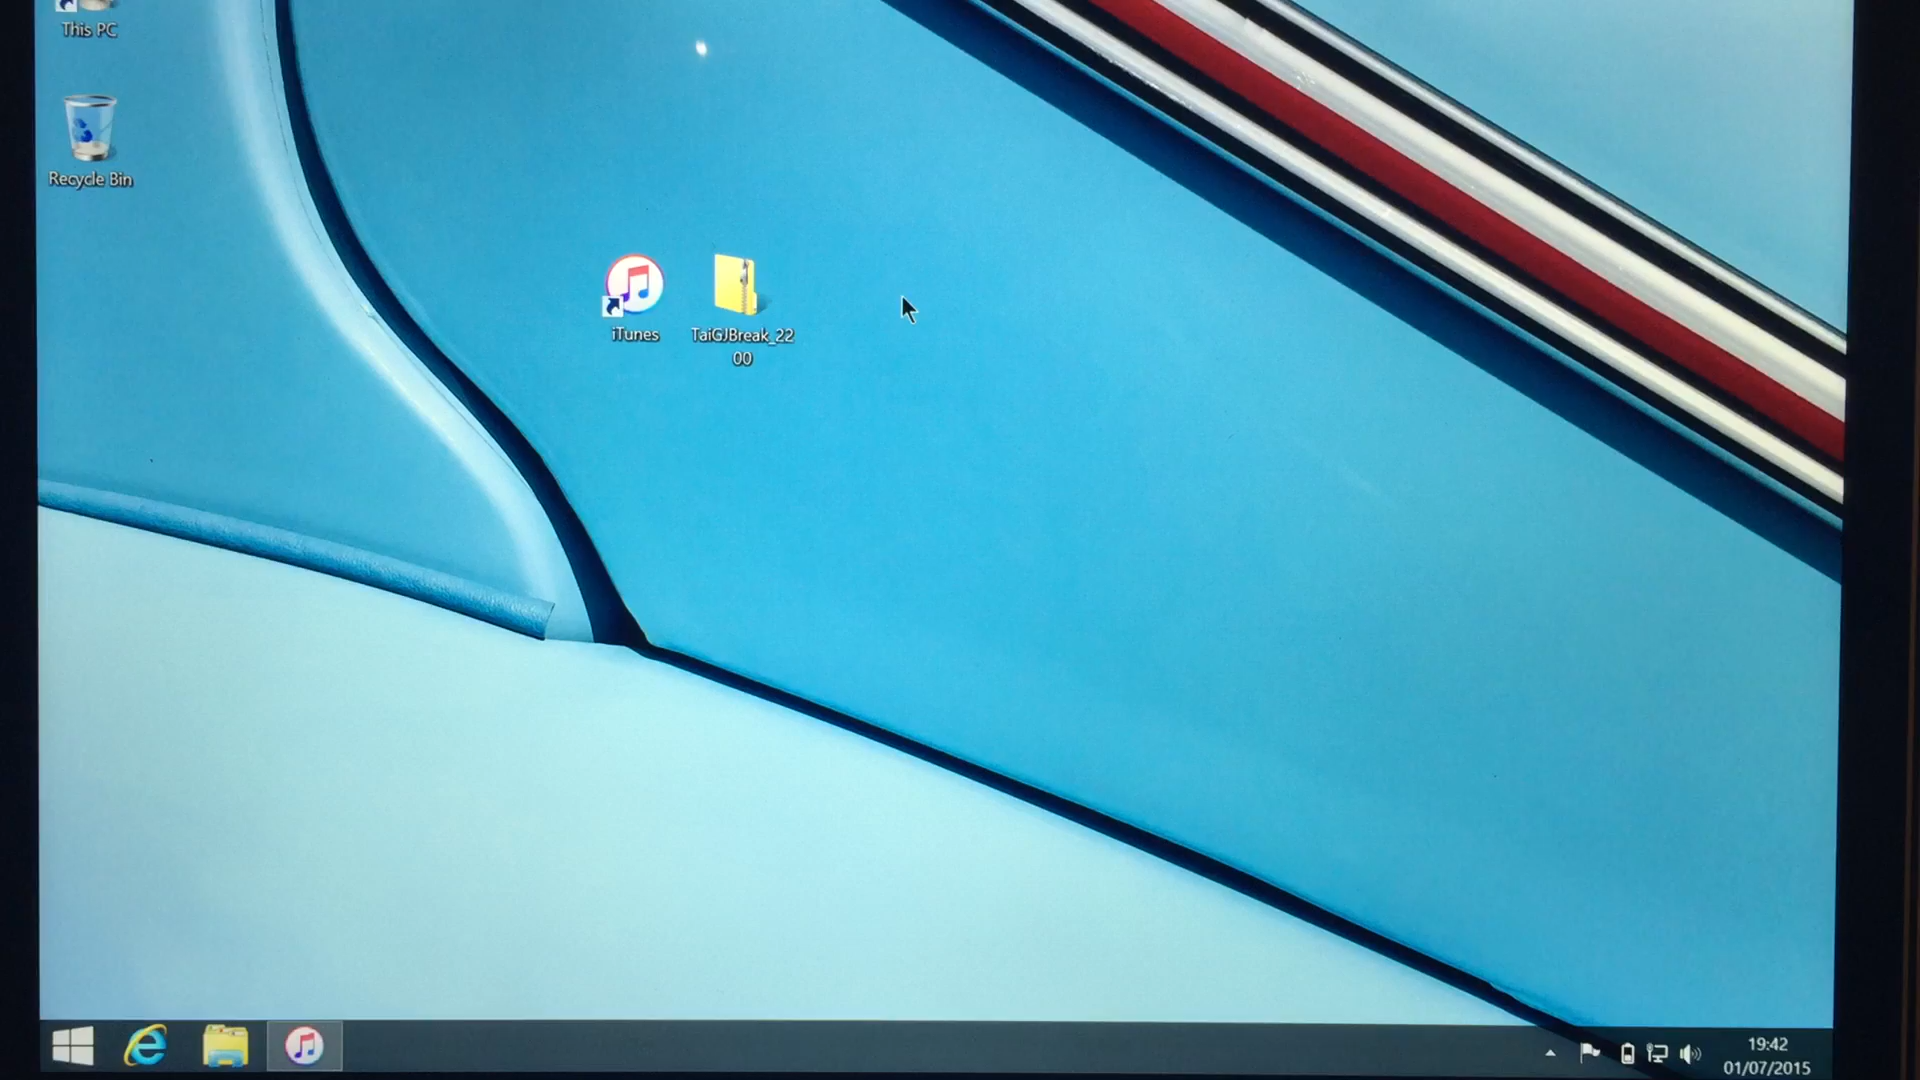 This PC
Recycle Bin
iTunes
TaiGJBreak_22
00
19:42
01/07/2015